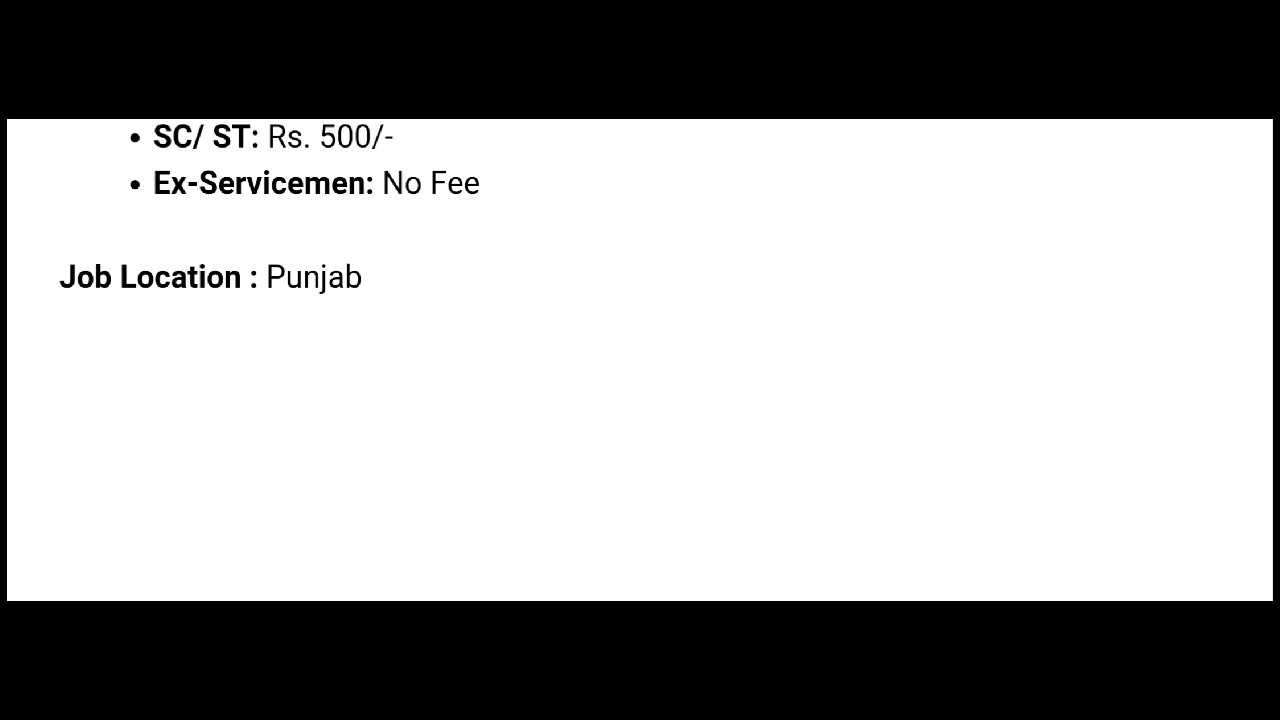 • SC/ ST: Rs. 500/-
• Ex-Servicemen: No Fee
Job Location : Punjab